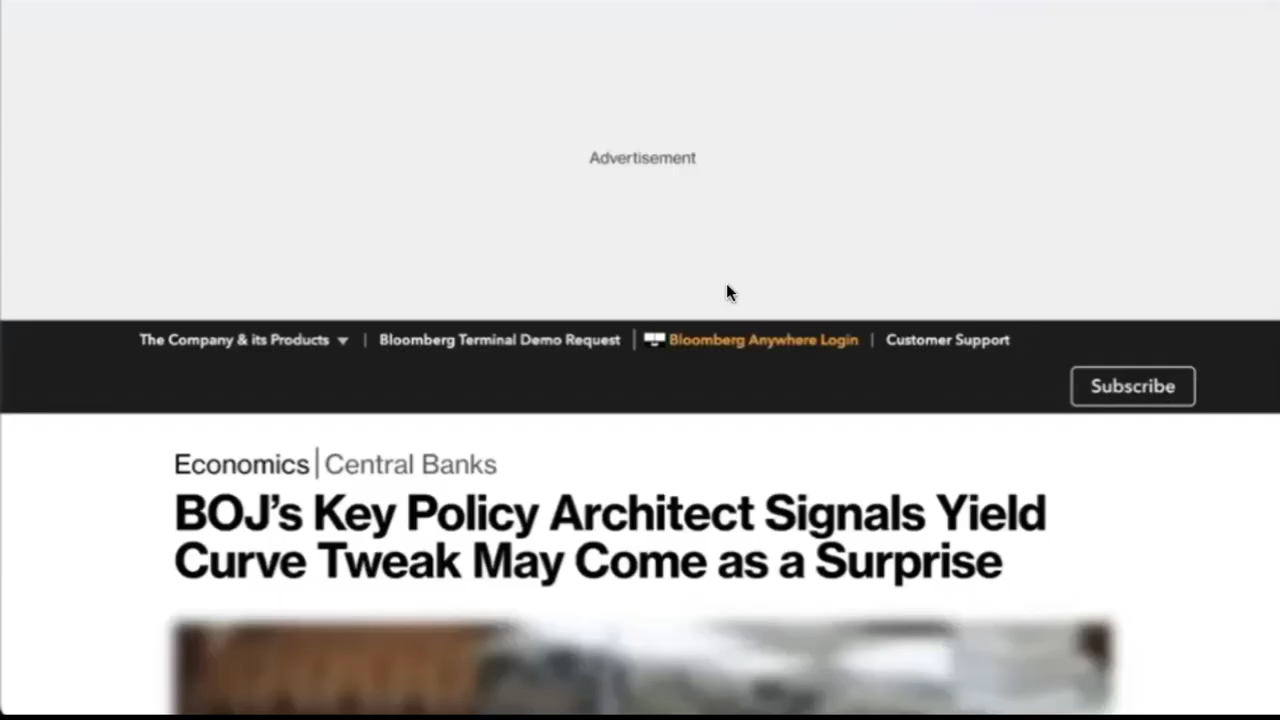 Advertisement
The Company & its Products ▼ | Bloomberg Terminal Demo Request | Bloomberg Anywhere Login | Customer Support
Subscribe
Economics | Central Banks
BOJ’s Key Policy Architect Signals Yield
Curve Tweak May Come as a Surprise